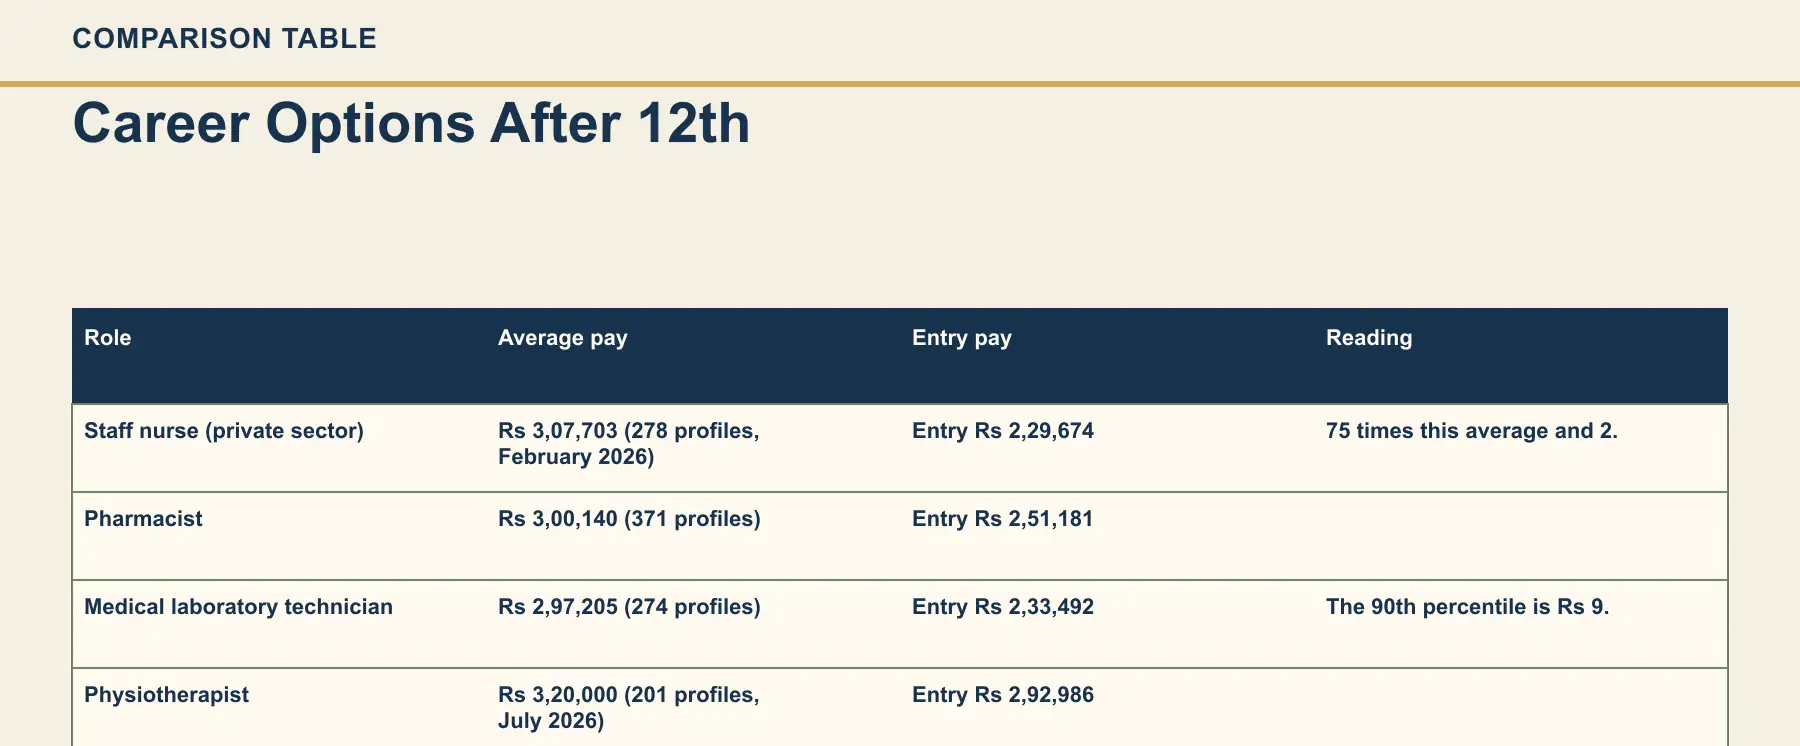 COMPARISON TABLE
Career Options After 12th
Role Average pay Entry pay Reading
Staff nurse (private sector) Rs 3,07,703 (278 profiles, Entry Rs 2,29,674 75 times this average and 2.
February 2026)
Pharmacist Rs 3,00,140 (371 profiles) Entry Rs 2,51,181
Medical laboratory technician Rs 2,97,205 (274 profiles) Entry Rs 2,33,492 The 90th percentile is Rs 9.
Physiotherapist Rs 3,20,000 (201 profiles, Entry Rs 2,92,986
July 2026)